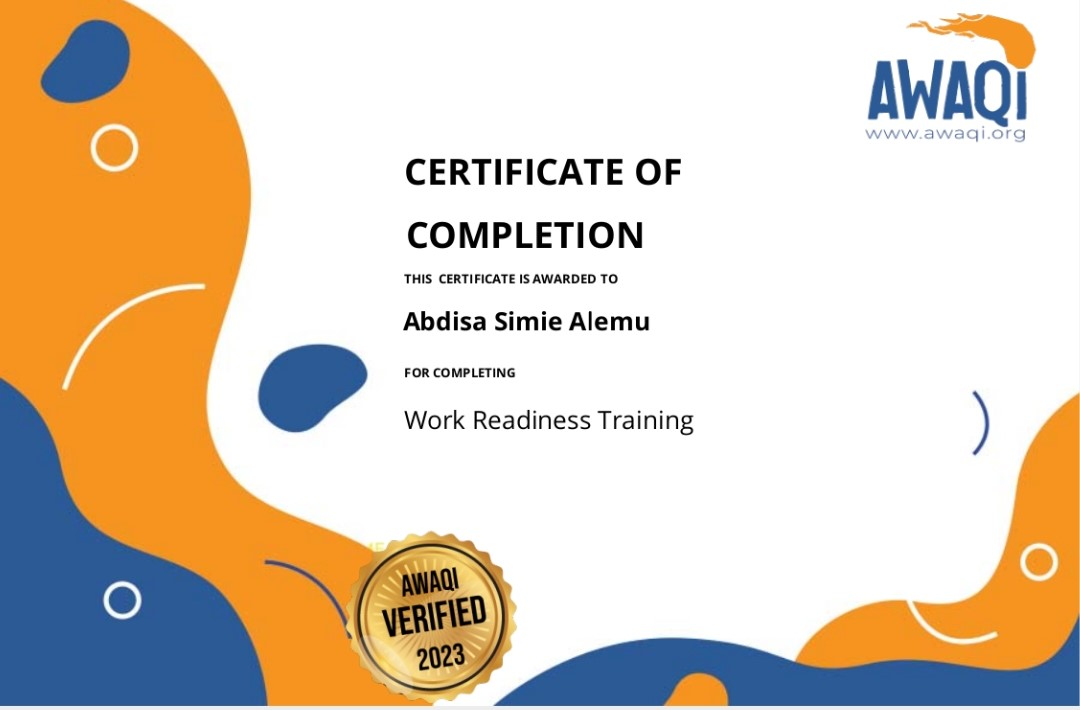 AWAQI
www.awaqi.org
CERTIFICATE OF
COMPLETION
THIS CERTIFICATE IS AWARDED TO
Abdisa Simie Alemu
FOR COMPLETING
Work Readiness Training
AWAQI
VERIFIED
2023